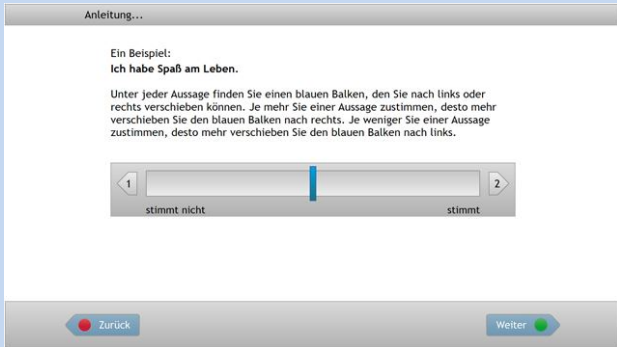 Anleitung...
Ein Beispiel:
Ich habe Spaß am Leben.
Unter jeder Aussage finden Sie einen blauen Balken, den Sie nach links oder
rechts verschieben können. Je mehr Sie einer Aussage zustimmen, desto mehr
verschieben Sie den blauen Balken nach rechts. Je weniger Sie einer Aussage
zustimmen, desto mehr verschieben Sie den blauen Balken nach links.
1 2
stimmt nicht stimmt
Zurück Weiter